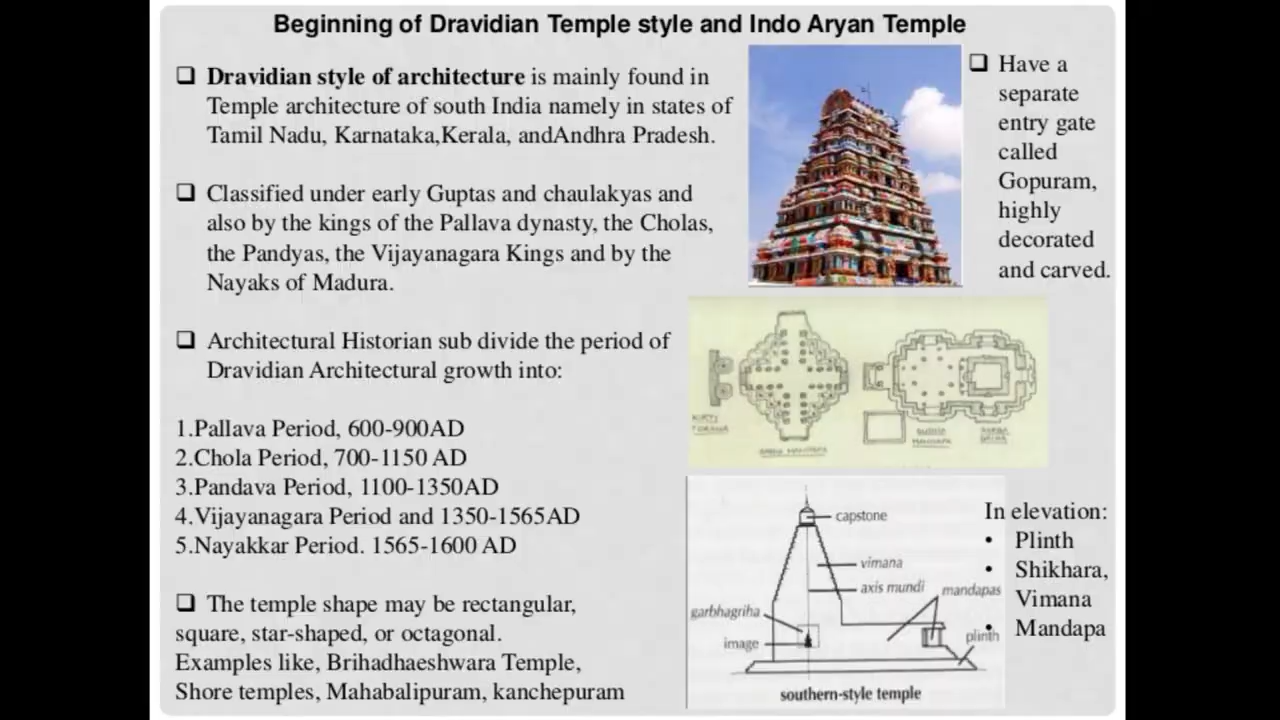 Beginning of Dravidian Temple style and Indo Aryan Temple
❑ Dravidian style of architecture is mainly found in
Temple architecture of south India namely in states of
Tamil Nadu, Karnataka,Kerala, andAndhra Pradesh.
❑ Classified under early Guptas and chaulakyas and
also by the kings of the Pallava dynasty, the Cholas,
the Pandyas, the Vijayanagara Kings and by the
Nayaks of Madura.
❑ Architectural Historian sub divide the period of
Dravidian Architectural growth into:
1.Pallava Period, 600-900AD
2.Chola Period, 700-1150 AD
3.Pandava Period, 1100-1350AD
4.Vijayanagara Period and 1350-1565AD
5.Nayakkar Period. 1565-1600 AD
❑ The temple shape may be rectangular,
square, star-shaped, or octagonal.
Examples like, Brihadhaeshwara Temple,
Shore temples, Mahabalipuram, kanchepuram
❑ Have a
separate
entry gate
called
Gopuram,
highly
decorated
and carved.
KIRTI
TORANA
MANDAPA
capstone
vimana
axis mundi
mandapas
garbhagriha
image
plinth
southern-style temple
In elevation:
• Plinth
• Shikhara,
Vimana
• Mandapa